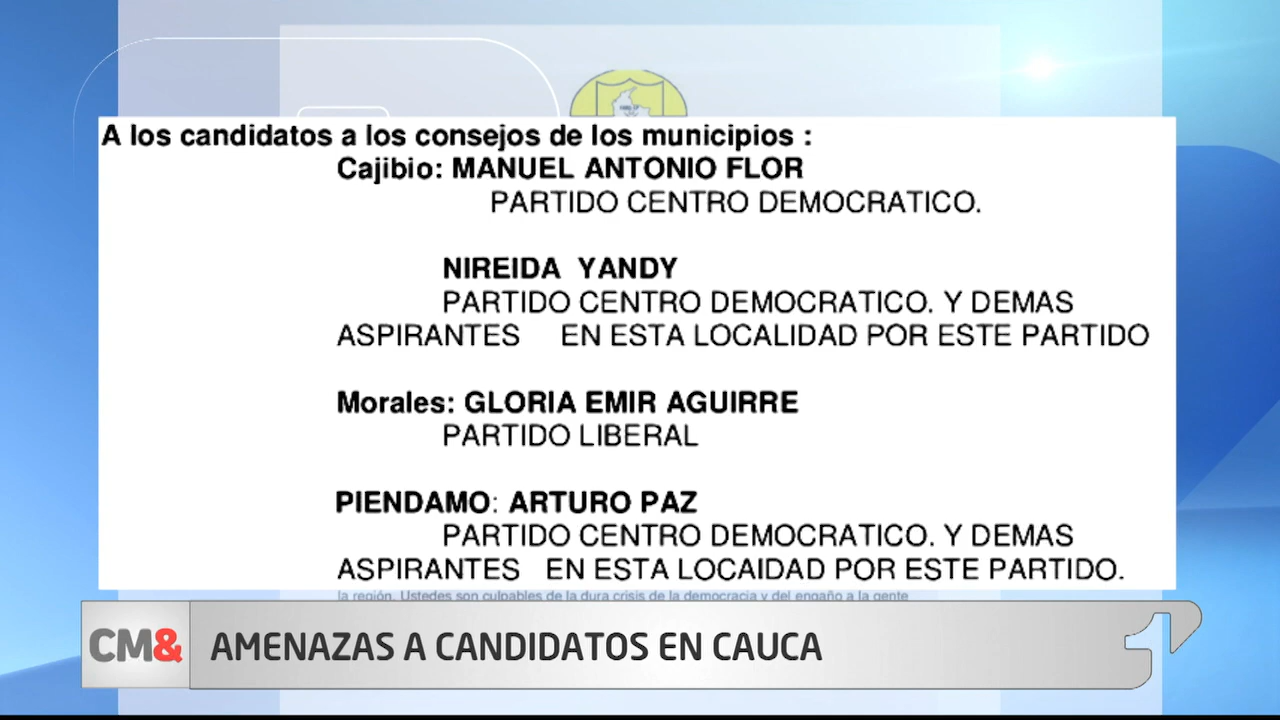 A los candidatos a los consejos de los municipios :
Cajibio: MANUEL ANTONIO FLOR
PARTIDO CENTRO DEMOCRATICO.
NIREIDA YANDY
PARTIDO CENTRO DEMOCRATICO. Y DEMAS
ASPIRANTES EN ESTA LOCALIDAD POR ESTE PARTIDO
Morales: GLORIA EMIR AGUIRRE
PARTIDO LIBERAL
PIENDAMO: ARTURO PAZ
PARTIDO CENTRO DEMOCRATICO. Y DEMAS
ASPIRANTES EN ESTA LOCAIDAD POR ESTE PARTIDO.
la región. Ustedes son culpables de la dura crisis de la democracia y del engaño a la gente
CM& AMENAZAS A CANDIDATOS EN CAUCA 1